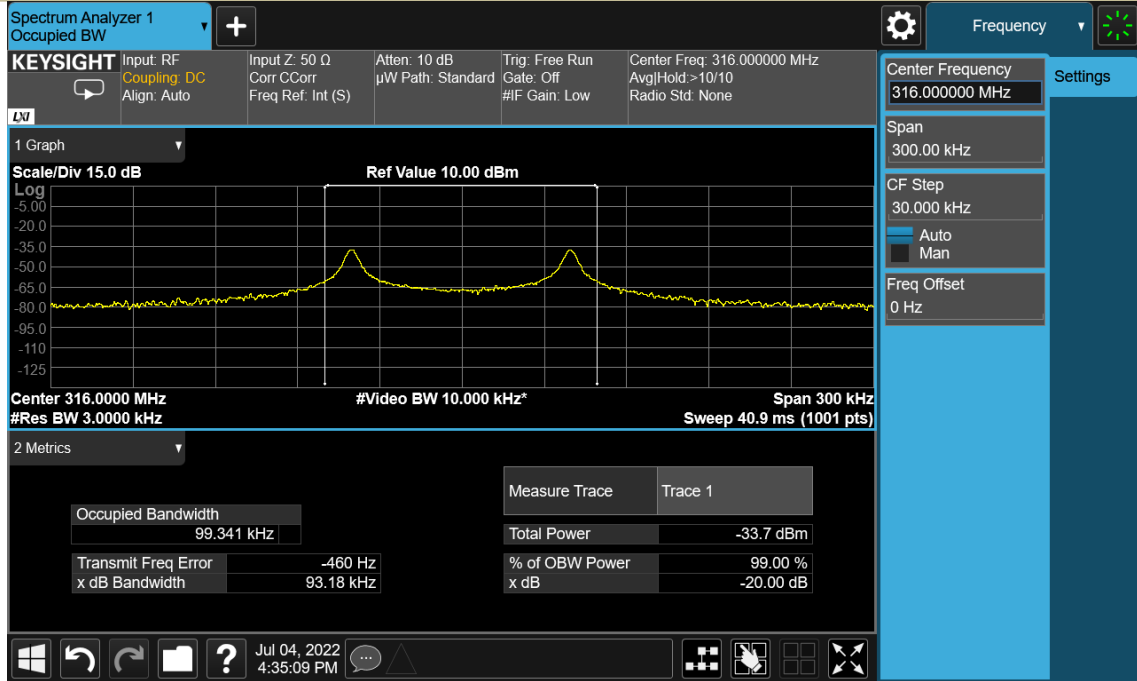 Spectrum Analyzer 1
Occupied BW
Frequency
KEYSIGHT
LXI
Input: RF
Coupling: DC
Align: Auto
Input Z: 50 Ω
Corr CCorr
Freq Ref: Int (S)
Atten: 10 dB
µW Path: Standard
Trig: Free Run
Gate: Off
#IF Gain: Low
Center Freq: 316.000000 MHz
Avg|Hold:>10/10
Radio Std: None
Center Frequency
316.000000 MHz
Settings
Span
300.00 kHz
CF Step
30.000 kHz
Auto
Man
Freq Offset
0 Hz
1 Graph
Scale/Div 15.0 dB
Ref Value 10.00 dBm
Log
-5.00
-20.0
-35.0
-50.0
-65.0
-80.0
-95.0
-110
-125
Center 316.0000 MHz
#Video BW 10.000 kHz*
Span 300 kHz
#Res BW 3.0000 kHz
Sweep 40.9 ms (1001 pts)
2 Metrics
Measure Trace Trace 1
Occupied Bandwidth
99.341 kHz
Total Power -33.7 dBm
Transmit Freq Error -460 Hz
% of OBW Power 99.00 %
x dB Bandwidth 93.18 kHz
x dB -20.00 dB
?
Jul 04, 2022
4:35:09 PM